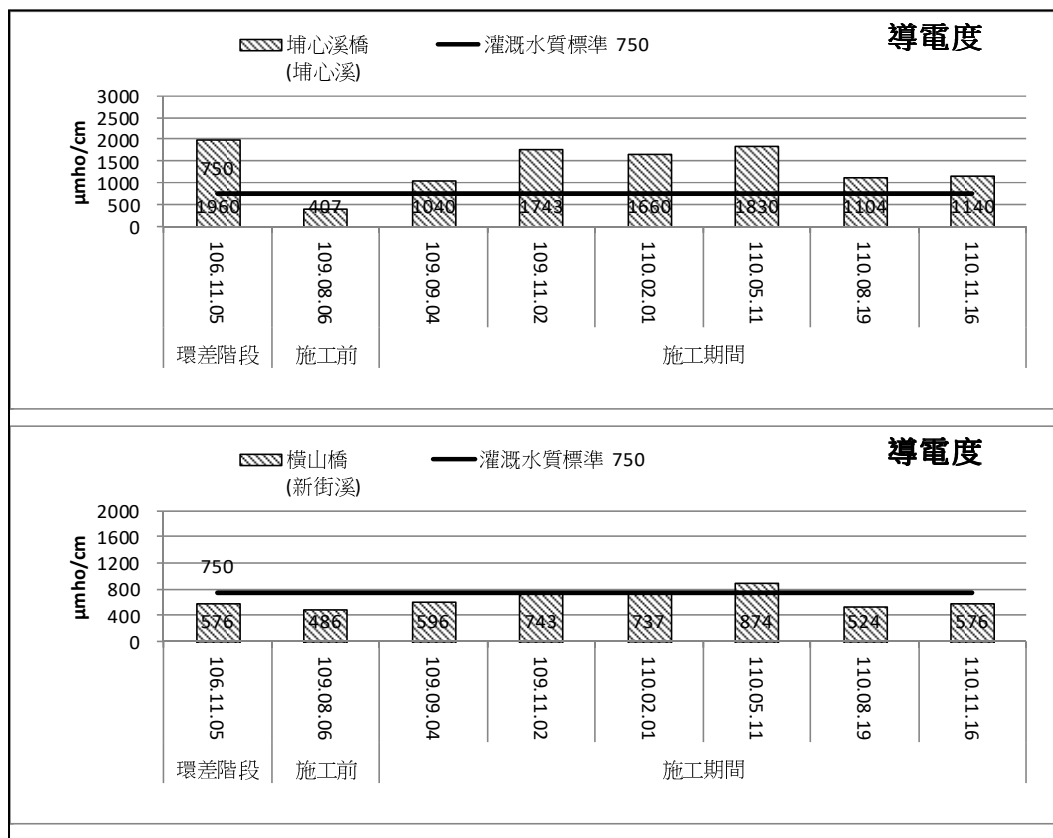 導電度
埔心溪橋
(埔心溪)
灌溉水質標準 750
µmho/cm
3000
2500
2000
1500
1000
500
0
750
1960
407
1040
1743
1660
1830
1104
1140
106.11.05
109.08.06
109.09.04
109.11.02
110.02.01
110.05.11
110.08.19
110.11.16
環差階段
施工前
施工期間
導電度
橫山橋
(新街溪)
灌溉水質標準 750
µmho/cm
2000
1600
1200
800
400
0
750
576
486
596
743
737
874
524
576
106.11.05
109.08.06
109.09.04
109.11.02
110.02.01
110.05.11
110.08.19
110.11.16
環差階段
施工前
施工期間